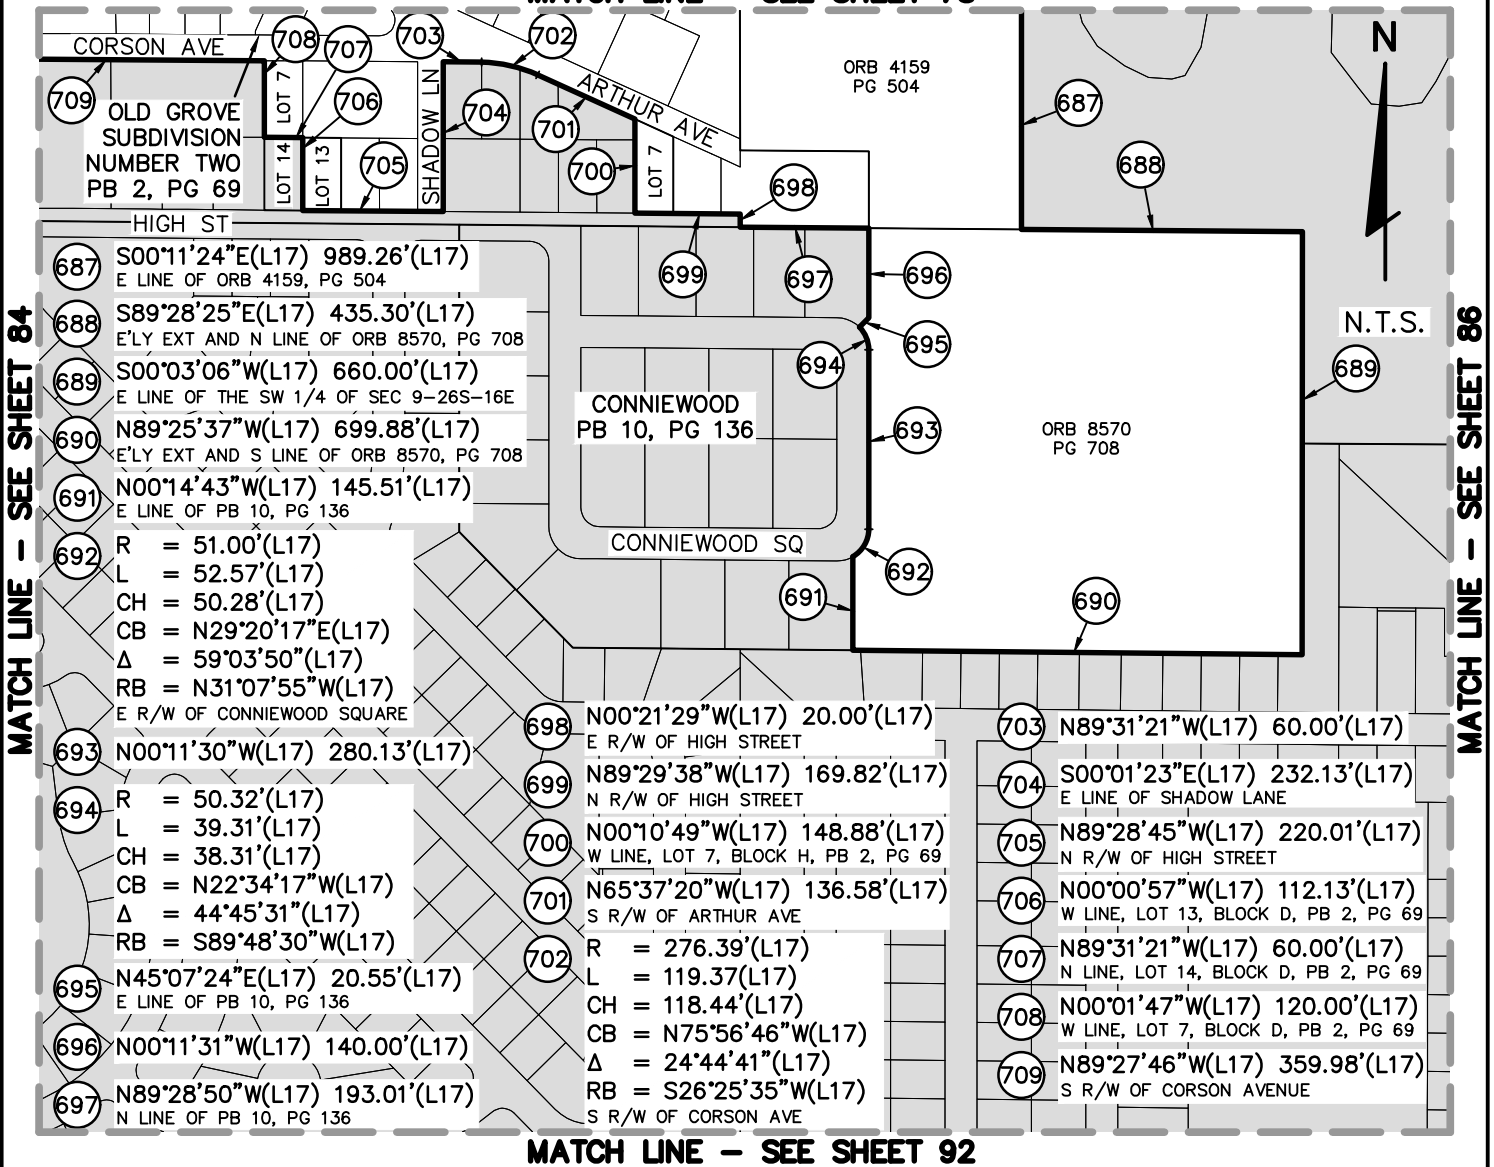 CORSON AVE
708
707
703
702
709
OLD GROVE
SUBDIVISION
NUMBER TWO
PB 2, PG 69
LOT 7
706
LOT 14
LOT 13
705
SHADOW LN
704
701
ARTHUR AVE
700
LOT 7
698
ORB 4159
PG 504
687
688
N
N.T.S.
HIGH ST
699
697
696
695
694
693
692
691
690
689
CONNIEWOOD
PB 10, PG 136
CONNIEWOOD SQ
ORB 8570
PG 708
MATCH LINE - SEE SHEET 84
MATCH LINE - SEE SHEET 86
687 S00°11'24"E(L17) 989.26'(L17)
E LINE OF ORB 4159, PG 504
688 S89°28'25"E(L17) 435.30'(L17)
E'LY EXT AND N LINE OF ORB 8570, PG 708
689 S00°03'06"W(L17) 660.00'(L17)
E LINE OF THE SW 1/4 OF SEC 9-26S-16E
690 N89°25'37"W(L17) 699.88'(L17)
E'LY EXT AND S LINE OF ORB 8570, PG 708
691 N00°14'43"W(L17) 145.51'(L17)
E LINE OF PB 10, PG 136
692 R = 51.00'(L17)
L = 52.57'(L17)
CH = 50.28'(L17)
CB = N29°20'17"E(L17)
Δ = 59°03'50"(L17)
RB = N31°07'55"W(L17)
E R/W OF CONNIEWOOD SQUARE
693 N00°11'30"W(L17) 280.13'(L17)
694 R = 50.32'(L17)
L = 39.31'(L17)
CH = 38.31'(L17)
CB = N22°34'17"W(L17)
Δ = 44°45'31"(L17)
RB = S89°48'30"W(L17)
695 N45°07'24"E(L17) 20.55'(L17)
E LINE OF PB 10, PG 136
696 N00°11'31"W(L17) 140.00'(L17)
697 N89°28'50"W(L17) 193.01'(L17)
N LINE OF PB 10, PG 136
698 N00°21'29"W(L17) 20.00'(L17)
E R/W OF HIGH STREET
699 N89°29'38"W(L17) 169.82'(L17)
N R/W OF HIGH STREET
700 N00°10'49"W(L17) 148.88'(L17)
W LINE, LOT 7, BLOCK H, PB 2, PG 69
701 N65°37'20"W(L17) 136.58'(L17)
S R/W OF ARTHUR AVE
702 R = 276.39'(L17)
L = 119.37(L17)
CH = 118.44'(L17)
CB = N75°56'46"W(L17)
Δ = 24°44'41"(L17)
RB = S26°25'35"W(L17)
S R/W OF CORSON AVE
703 N89°31'21"W(L17) 60.00'(L17)
704 S00°01'23"E(L17) 232.13'(L17)
E LINE OF SHADOW LANE
705 N89°28'45"W(L17) 220.01'(L17)
N R/W OF HIGH STREET
706 N00°00'57"W(L17) 112.13'(L17)
W LINE, LOT 13, BLOCK D, PB 2, PG 69
707 N89°31'21"W(L17) 60.00'(L17)
N LINE, LOT 14, BLOCK D, PB 2, PG 69
708 N00°01'47"W(L17) 120.00'(L17)
W LINE, LOT 7, BLOCK D, PB 2, PG 69
709 N89°27'46"W(L17) 359.98'(L17)
S R/W OF CORSON AVENUE
MATCH LINE - SEE SHEET 92